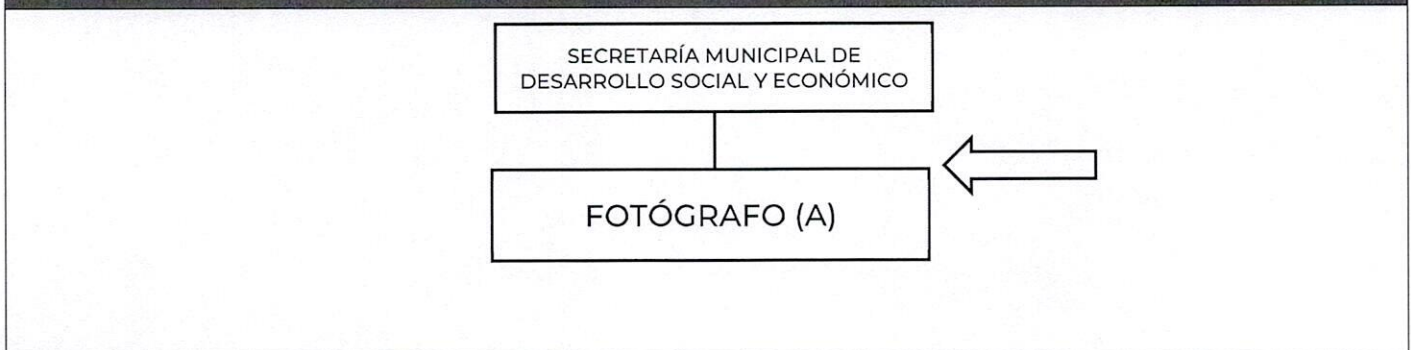 SECRETARÍA MUNICIPAL DE
DESARROLLO SOCIAL Y ECONÓMICO
FOTÓGRAFO (A)